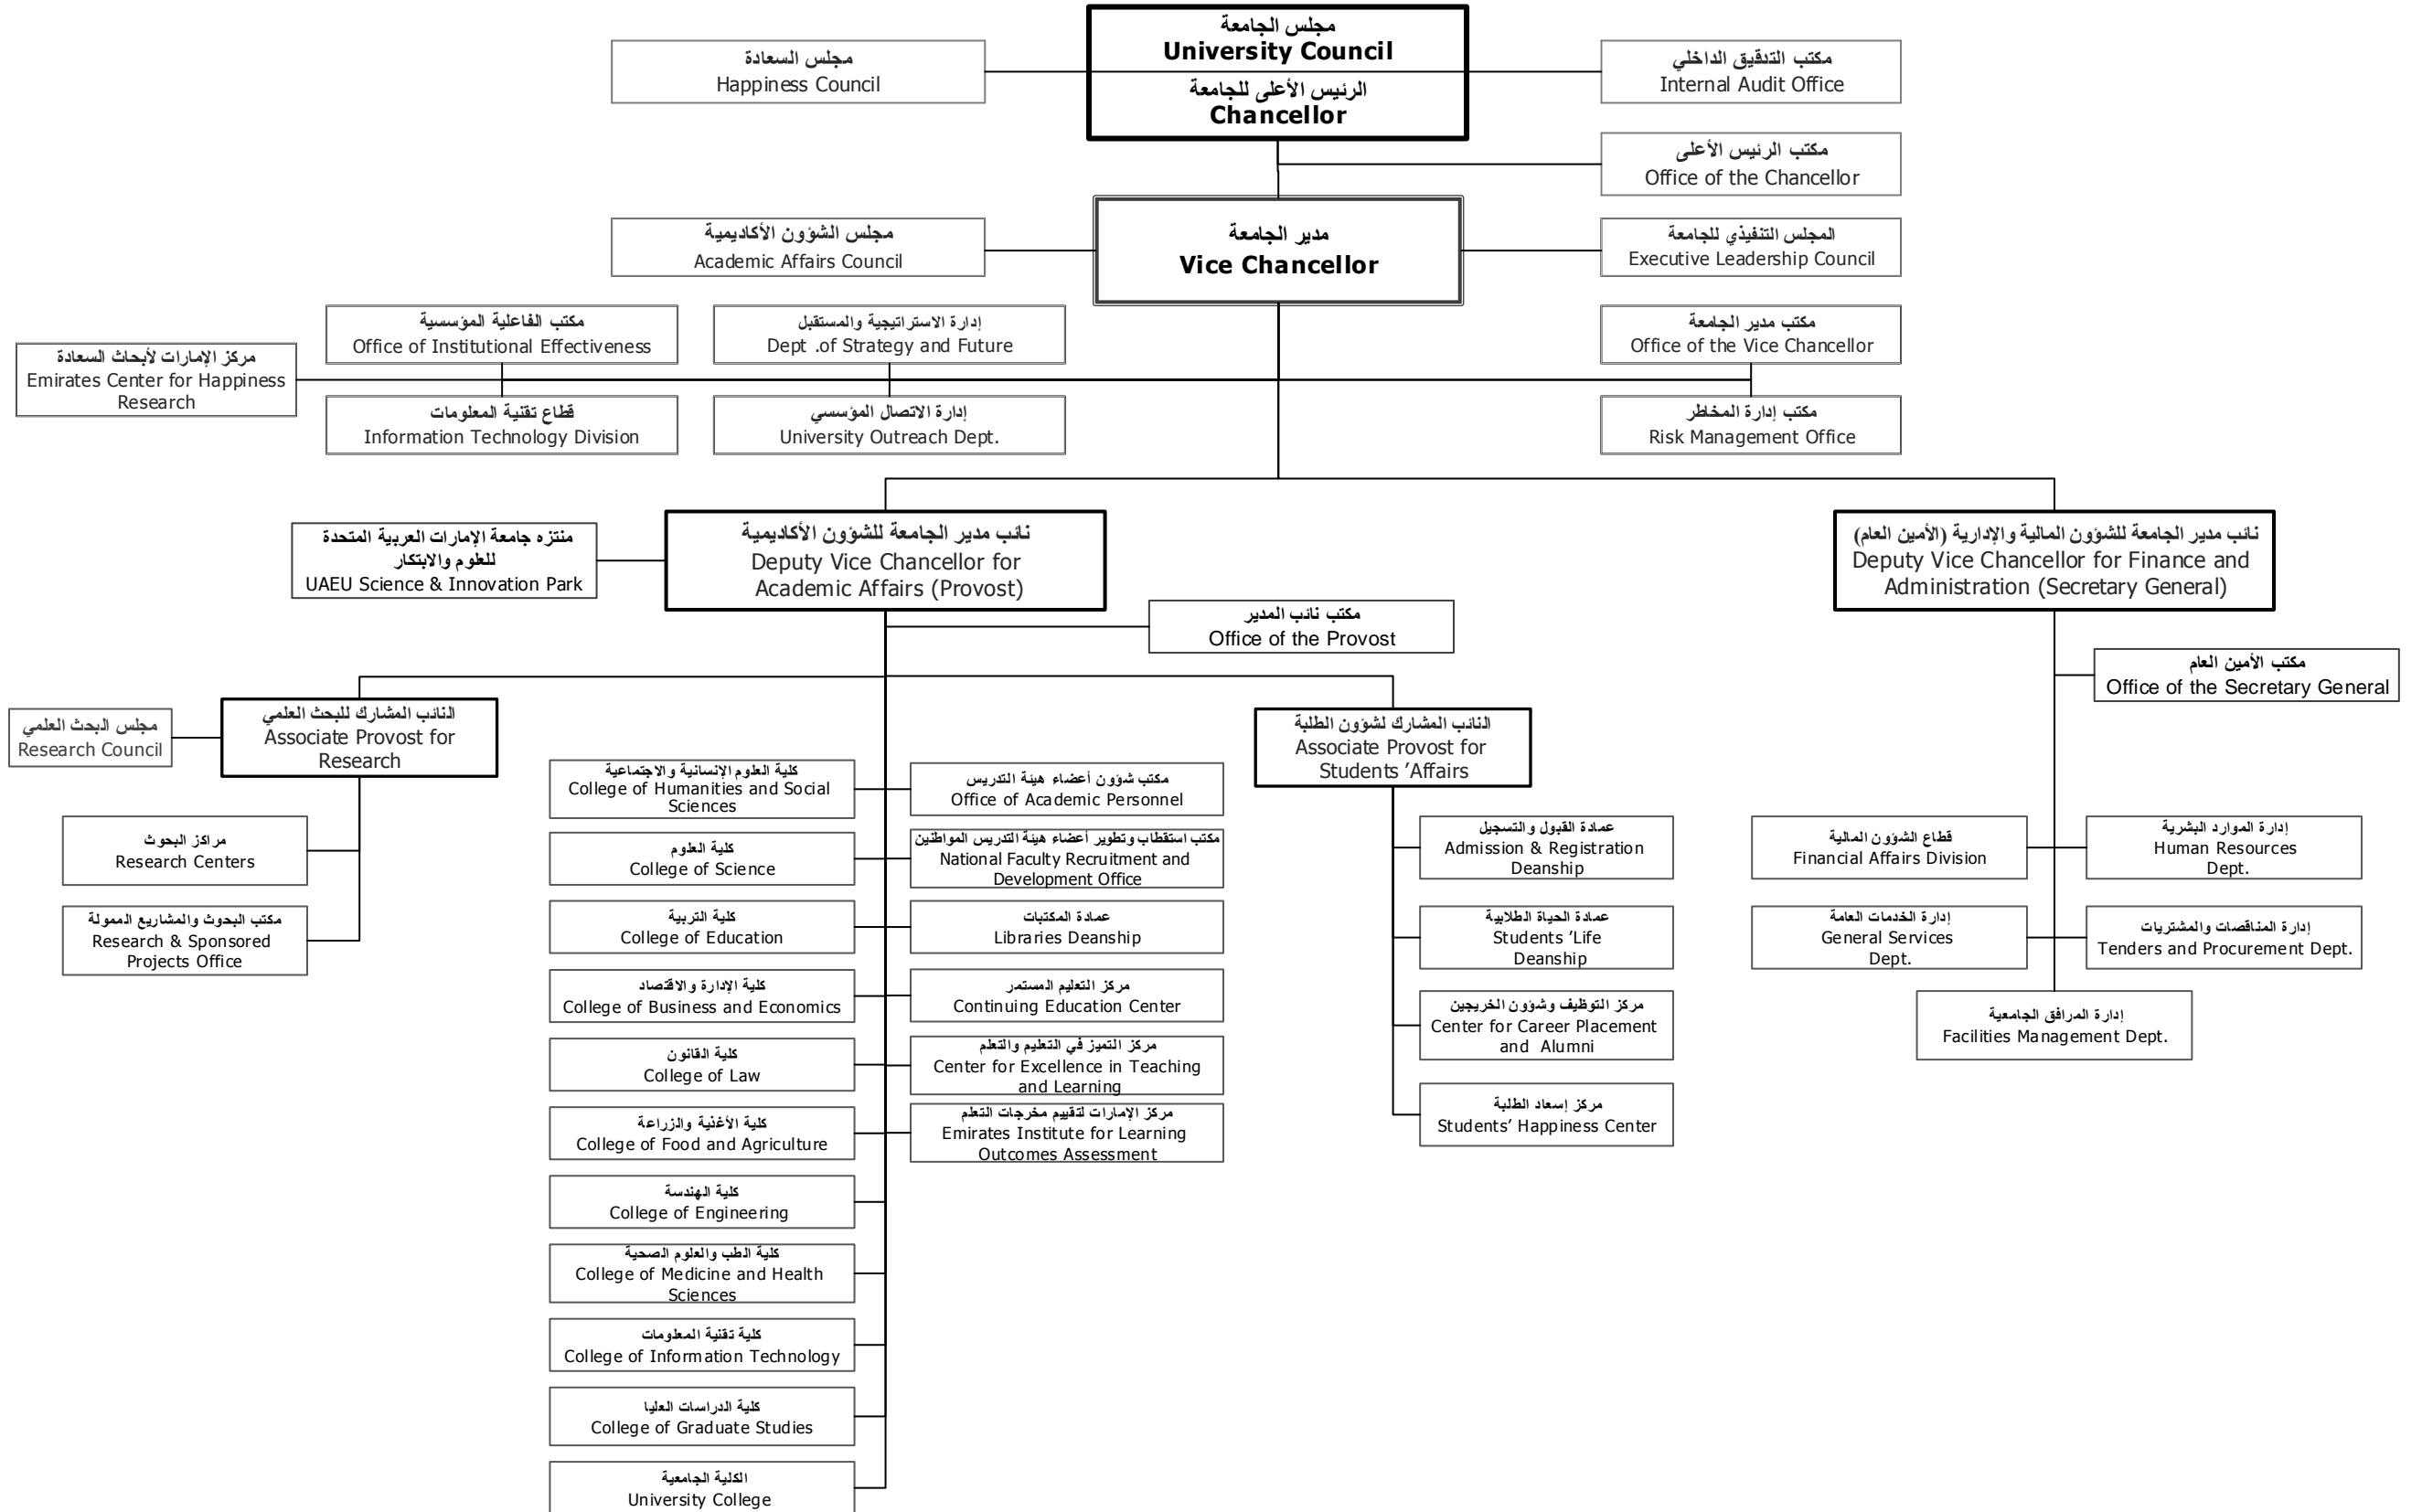 مجلس الجامعة
University Council
الرئيس الأعلى للجامعة
Chancellor
مجلس السعادة
Happiness Council
مكتب التدقيق الداخلي
Internal Audit Office
مكتب الرئيس الأعلى
Office of the Chancellor
مجلس الشؤون الأكاديمية
Academic Affairs Council
مدير الجامعة
Vice Chancellor
المجلس التنفيذي للجامعة
Executive Leadership Council
مكتب الفاعلية المؤسسية
Office of Institutional Effectiveness
إدارة الاستراتيجية والمستقبل
Dept .of Strategy and Future
مكتب مدير الجامعة
Office of the Vice Chancellor
مركز الإمارات لأبحاث السعادة
Emirates Center for Happiness
Research
قطاع تقنية المعلومات
Information Technology Division
إدارة الاتصال المؤسسي
University Outreach Dept.
مكتب إدارة المخاطر
Risk Management Office
منتزه جامعة الإمارات العربية المتحدة
للعلوم والابتكار
UAEU Science & Innovation Park
نائب مدير الجامعة للشؤون الأكاديمية
Deputy Vice Chancellor for
Academic Affairs (Provost)
نائب مدير الجامعة للشؤون المالية والإدارية (الأمين العام)
Deputy Vice Chancellor for Finance and
Administration (Secretary General)
مكتب نائب المدير
Office of the Provost
مكتب الأمين العام
Office of the Secretary General
مجلس البحث العلمي
Research Council
النائب المشارك للبحث العلمي
Associate Provost for
Research
النائب المشارك لشؤون الطلبة
Associate Provost for
Students ’Affairs
مراكز البحوث
Research Centers
مكتب البحوث والمشاريع الممولة
Research & Sponsored
Projects Office
كلية العلوم الإنسانية والاجتماعية
College of Humanities and Social
Sciences
كلية العلوم
College of Science
كلية التربية
College of Education
كلية الإدارة والاقتصاد
College of Business and Economics
كلية القانون
College of Law
كلية الأغذية والزراعة
College of Food and Agriculture
كلية الهندسة
College of Engineering
كلية الطب والعلوم الصحية
College of Medicine and Health
Sciences
كلية تقنية المعلومات
College of Information Technology
كلية الدراسات العليا
College of Graduate Studies
الكلية الجامعية
University College
مكتب شؤون أعضاء هيئة التدريس
Office of Academic Personnel
مكتب استقطاب وتطوير أعضاء هيئة التدريس المواطنين
National Faculty Recruitment and
Development Office
عمادة المكتبات
Libraries Deanship
مركز التعليم المستمر
Continuing Education Center
مركز التميز في التعليم والتعلم
Center for Excellence in Teaching
and Learning
مركز الإمارات لتقييم مخرجات التعلم
Emirates Institute for Learning
Outcomes Assessment
عمادة القبول والتسجيل
Admission & Registration
Deanship
عمادة الحياة الطلابية
Students ’Life
Deanship
مركز التوظيف وشؤون الخريجين
Center for Career Placement
and Alumni
مركز إسعاد الطلبة
Students’ Happiness Center
قطاع الشؤون المالية
Financial Affairs Division
إدارة الموارد البشرية
Human Resources
Dept.
إدارة الخدمات العامة
General Services
Dept.
إدارة المناقصات والمشتريات
Tenders and Procurement Dept.
إدارة المرافق الجامعية
Facilities Management Dept.